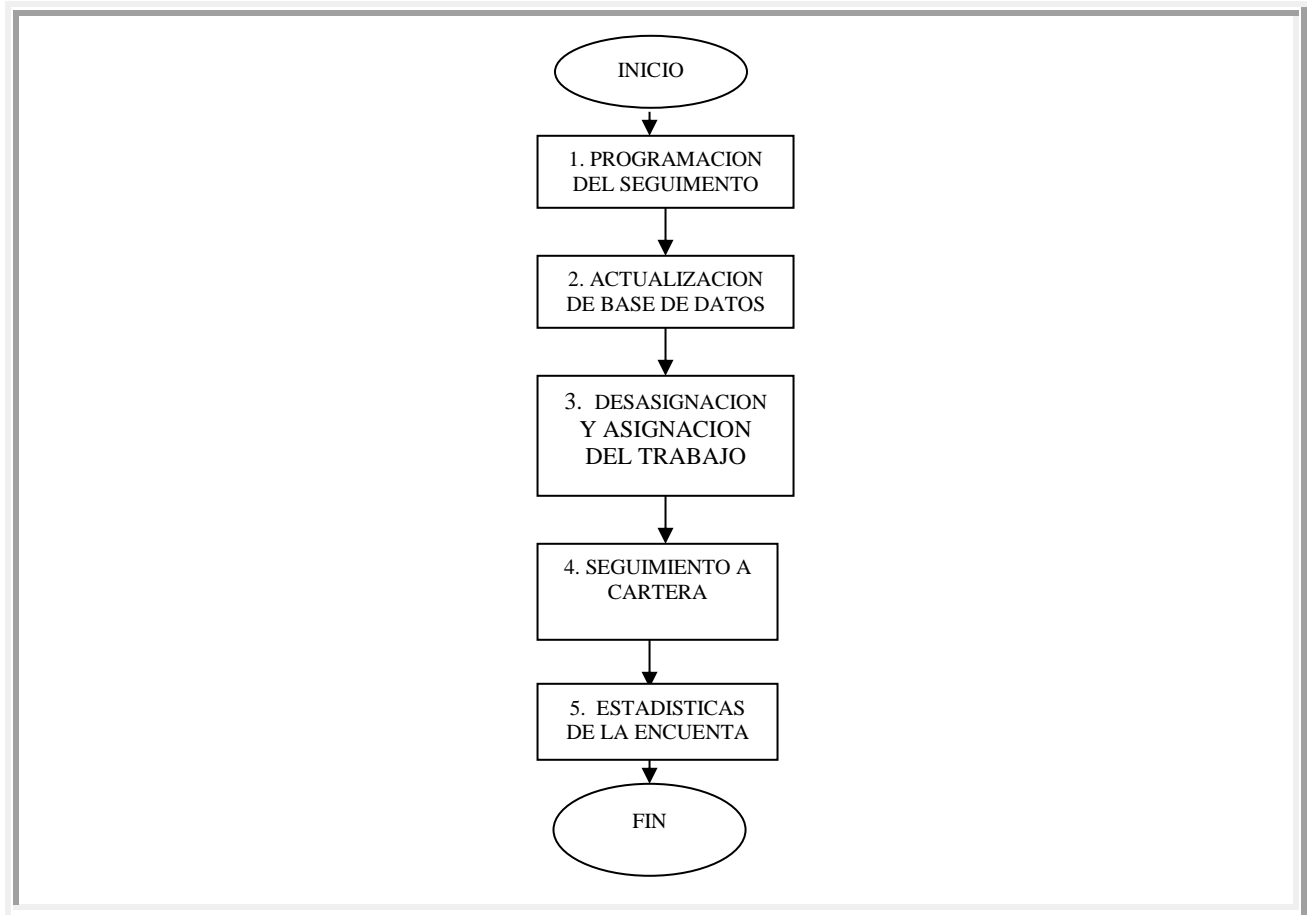 INICIO
1. PROGRAMACION
DEL SEGUIMENTO
2. ACTUALIZACION
DE BASE DE DATOS
3. DESASIGNACION
Y ASIGNACION
DEL TRABAJO
4. SEGUIMIENTO A
CARTERA
5. ESTADISTICAS
DE LA ENCUENTA
FIN